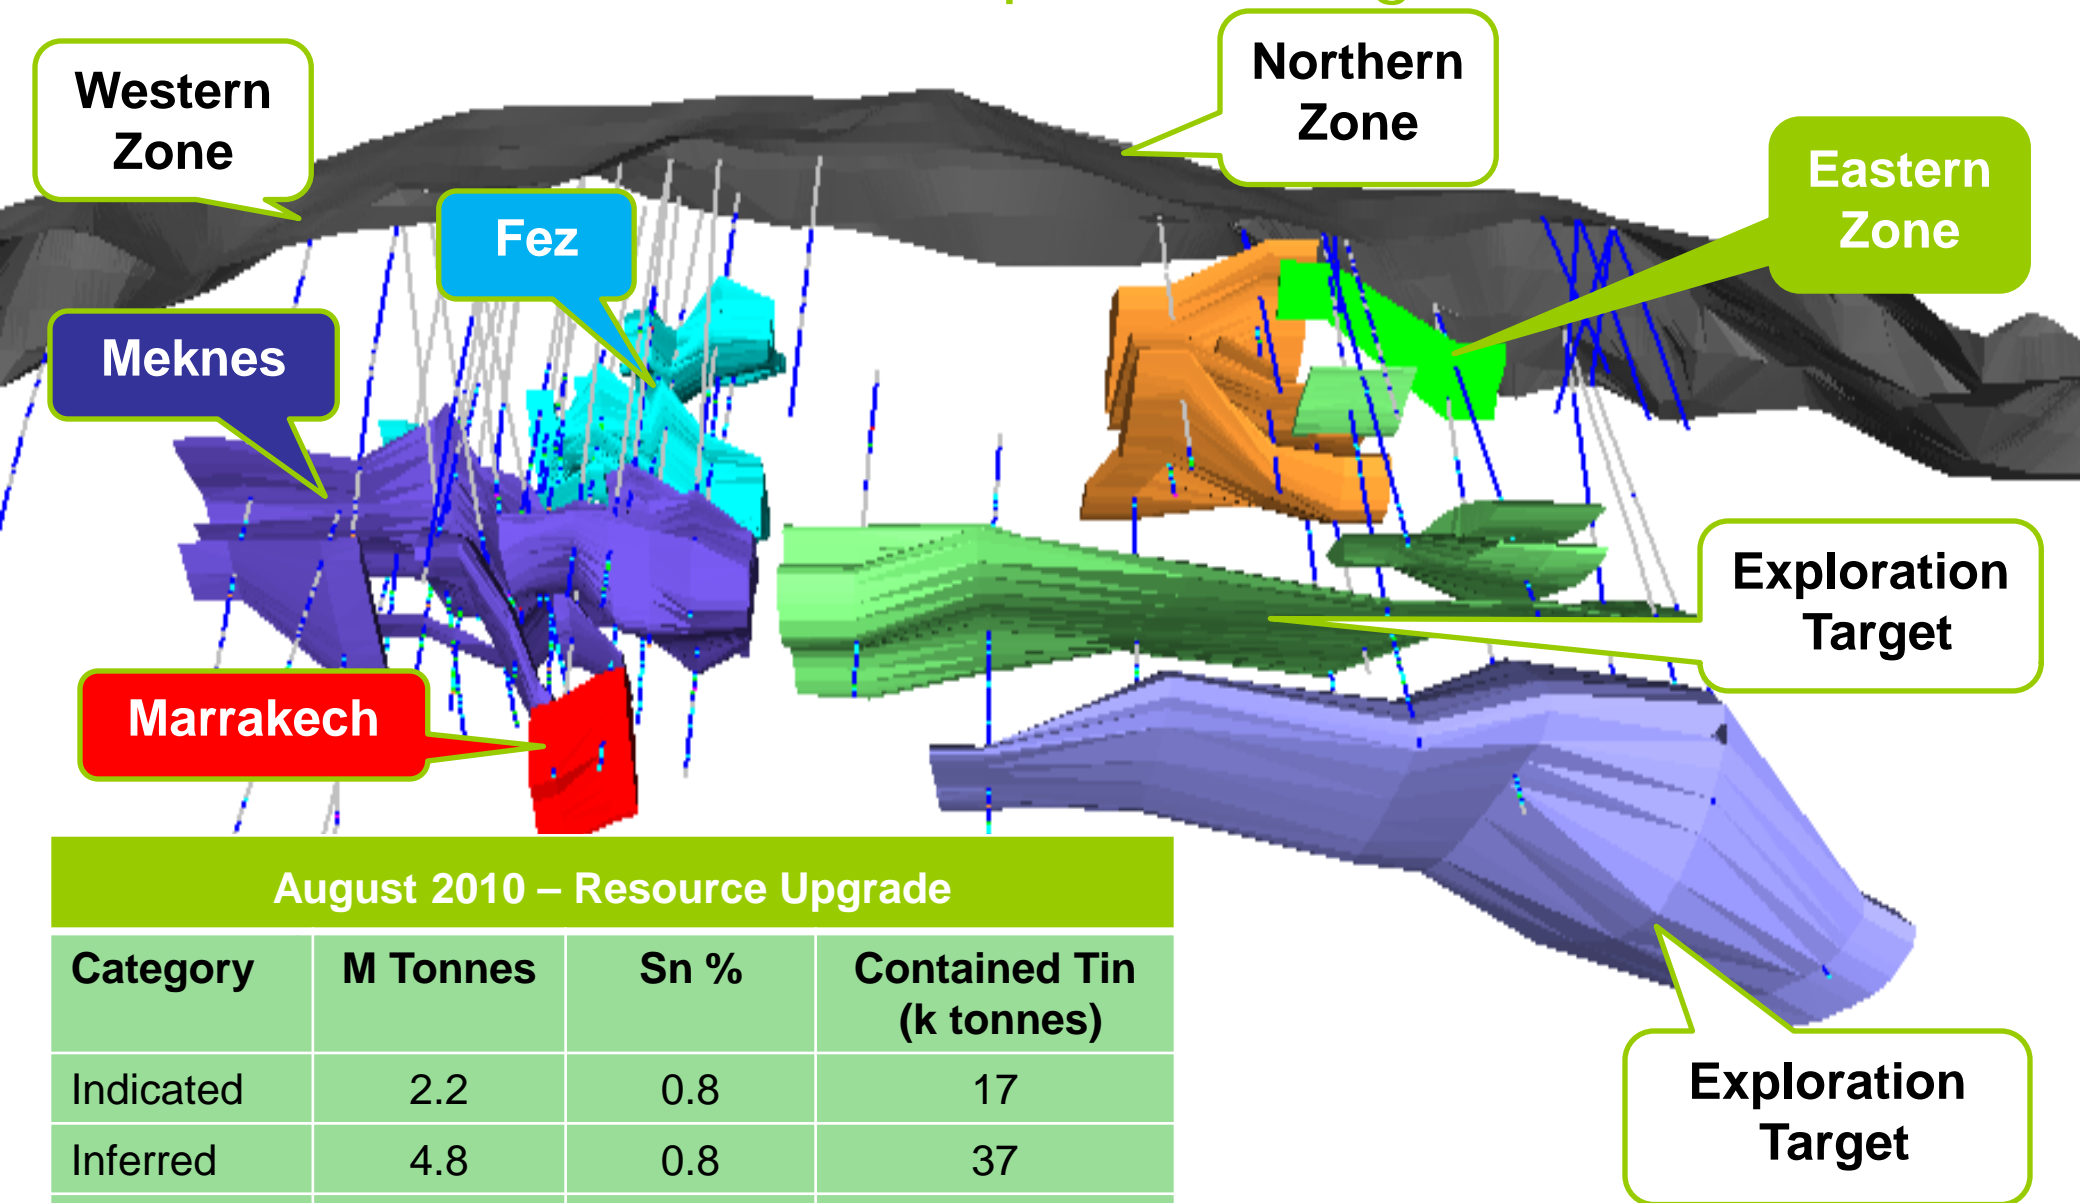 Western
Zone
Northern
Zone
Eastern
Zone
Fez
Meknes
Exploration
Target
Marrakech
August 2010 – Resource Upgrade
Category M Tonnes Sn % Contained Tin
(k tonnes)
Indicated 2.2 0.8 17
Inferred 4.8 0.8 37
Exploration
Target